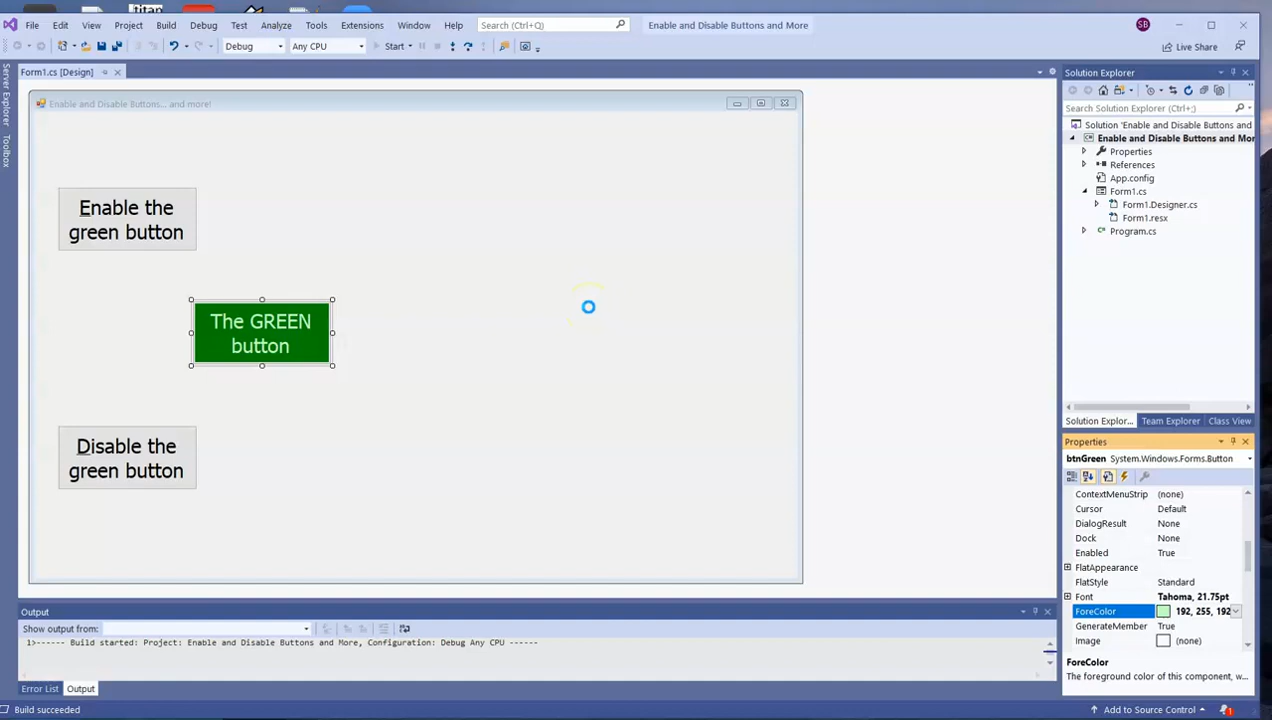 titan
File Edit View Project Build Debug Test Analyze Tools Extensions Window Help Search (Ctrl+Q) Enable and Disable Buttons and More SB
Debug Any CPU Start Live Share
Form1.cs [Design]
Server Explorer
Toolbox
Enable and Disable Buttons... and more!
Enable the
green button
The GREEN
button
Disable the
green button
Solution Explorer
Search Solution Explorer (Ctrl+;)
Solution 'Enable and Disable Buttons and
Enable and Disable Buttons and Mor
Properties
References
App.config
Form1.cs
Form1.Designer.cs
Form1.resx
Program.cs
Solution Explor... Team Explorer Class View
Properties
btnGreen System.Windows.Forms.Button
ContextMenuStrip (none)
Cursor Default
DialogResult None
Dock None
Enabled True
FlatAppearance
FlatStyle Standard
Font Tahoma, 21.75pt
ForeColor 192, 255, 192
GenerateMember True
Image (none)
ForeColor
The foreground color of this component, w...
Output
Show output from:
1>------ Build started: Project: Enable and Disable Buttons and More, Configuration: Debug Any CPU ------
Error List Output
Build succeeded Add to Source Control 1